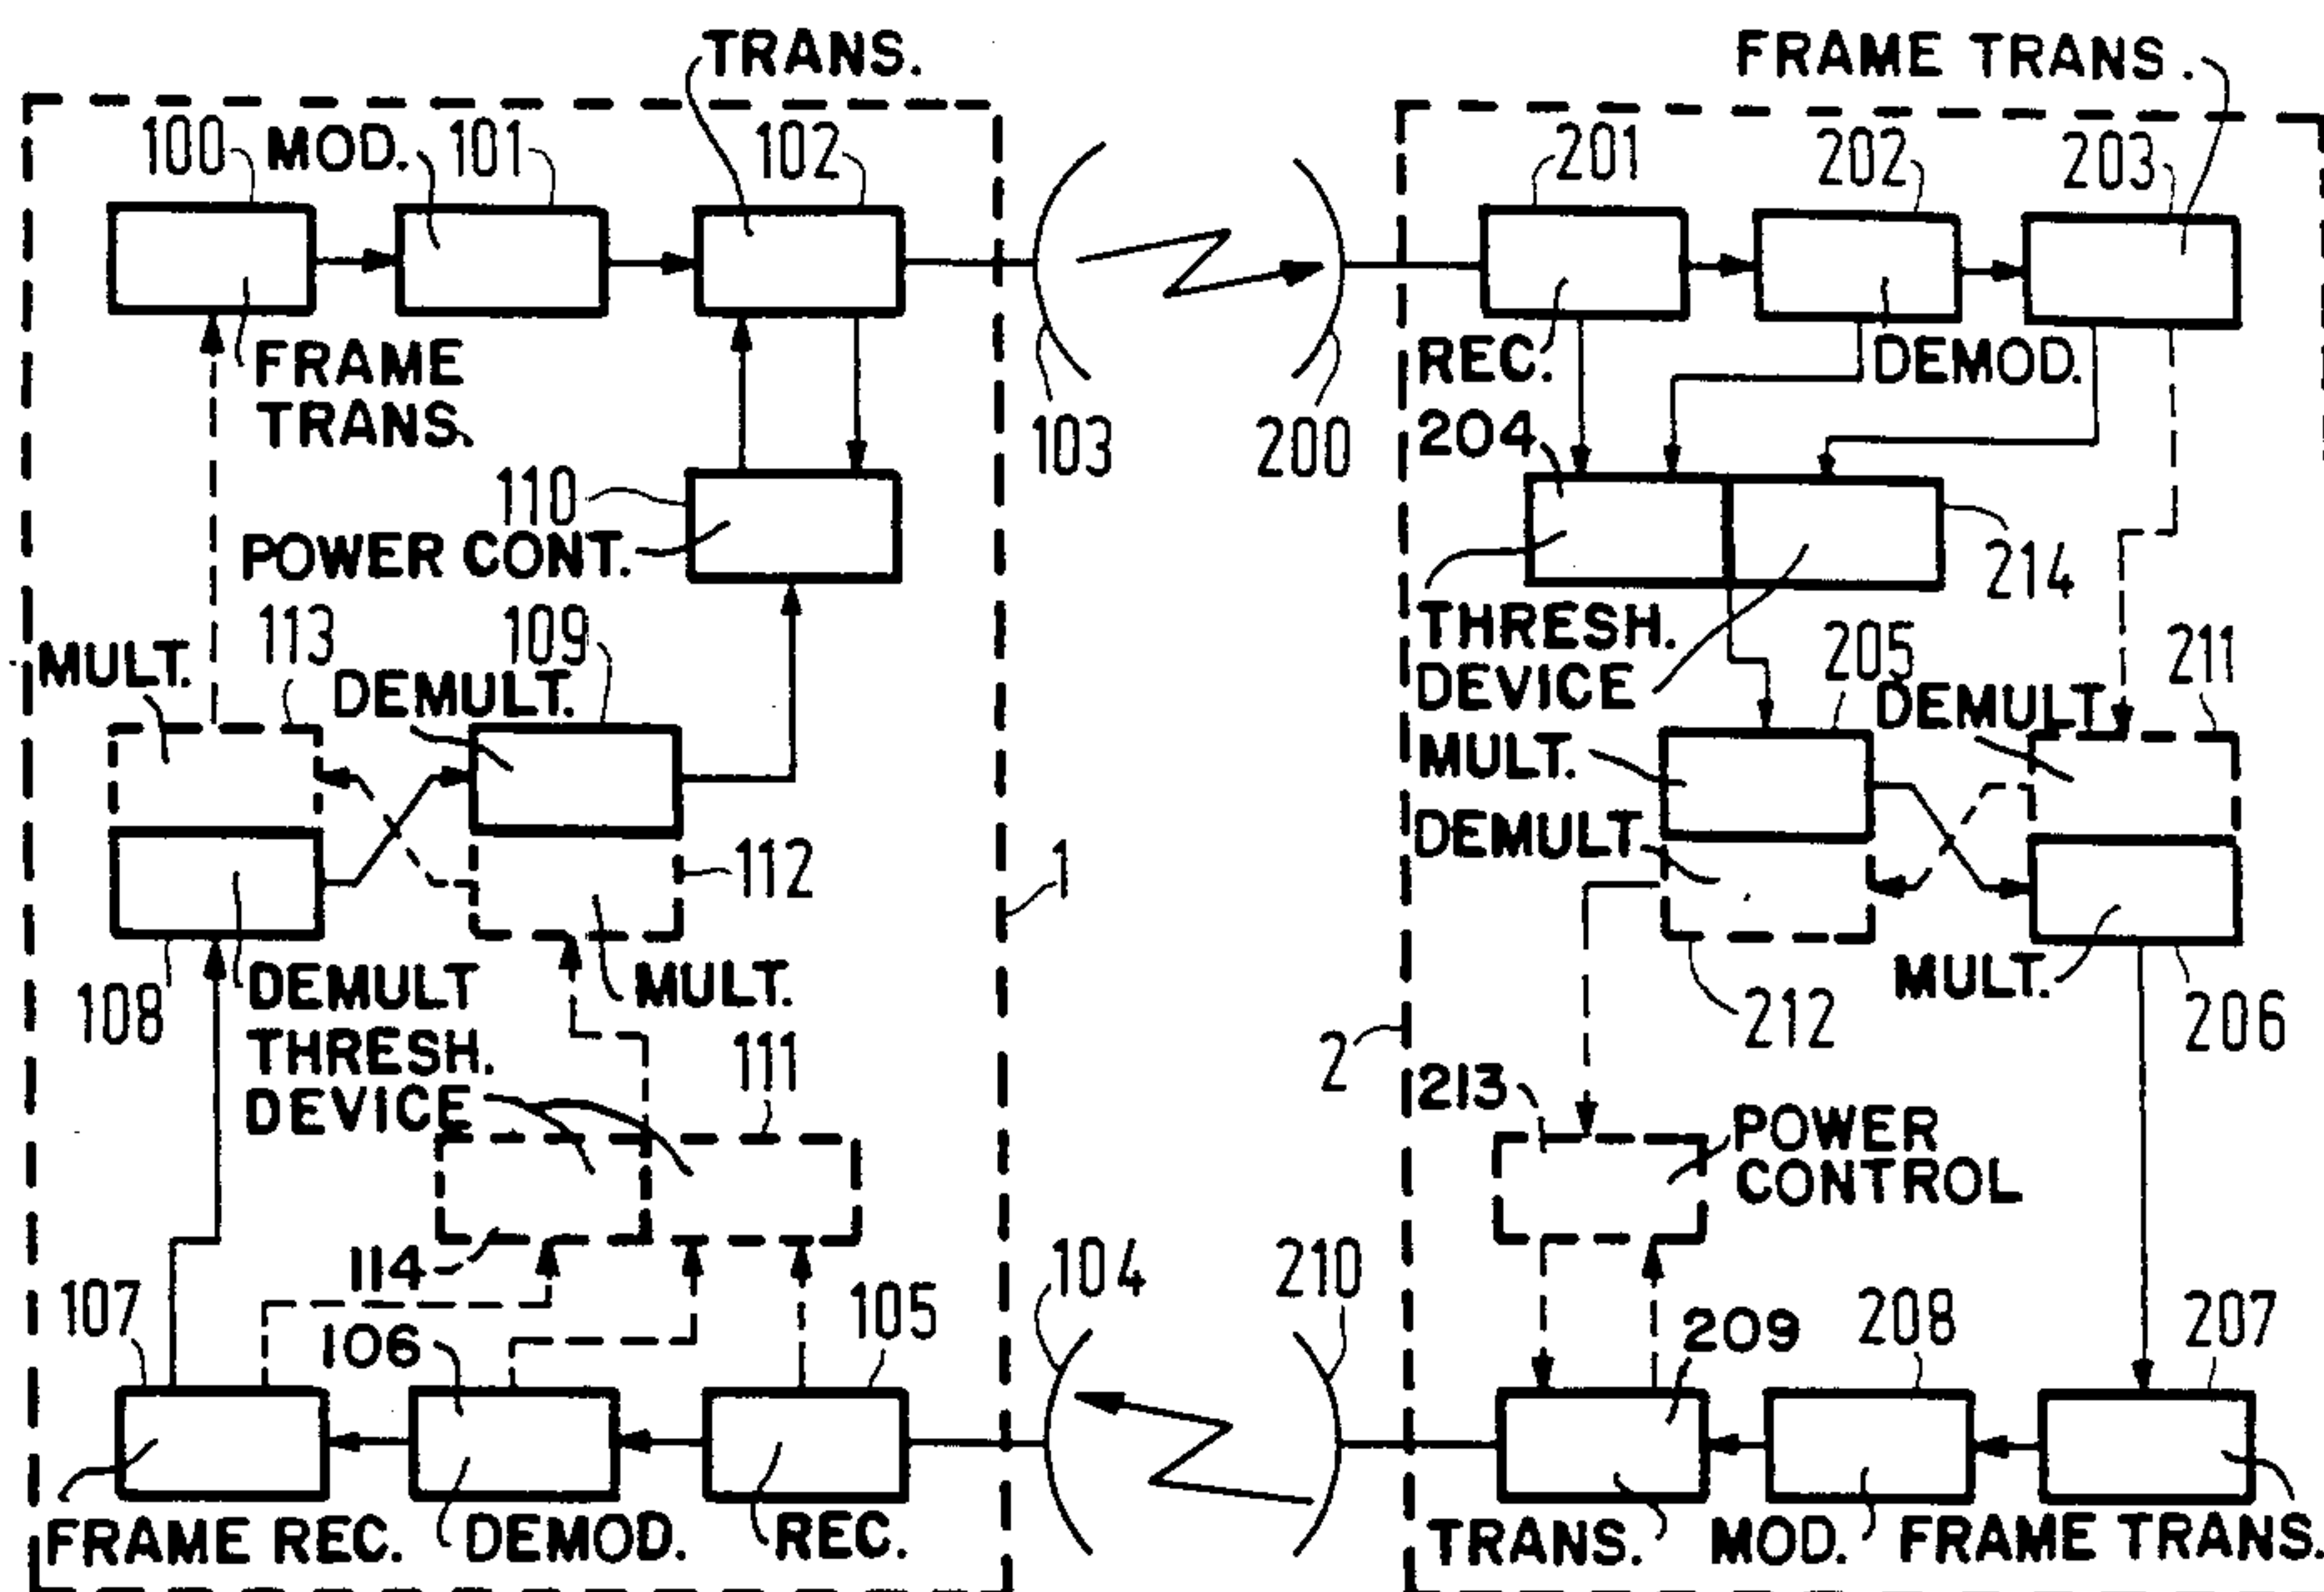 TRANS.
FRAME TRANS.
100
MOD.
101
102
201
202
203
FRAME
TRANS.
REC.
DEMOD.
103
200
204
110
POWER CONT.
214
THRESH.
DEVICE
113
109
MULT.
DEMULT.
205
211
DEMULT.
MULT.
DEMULT.
112
1
108
DEMULT
MULT.
212
MULT.
206
THRESH.
DEVICE
111
2
213
POWER
CONTROL
114
107
106
105
104
210
209
208
207
FRAME REC.
DEMOD.
REC.
TRANS.
MOD.
FRAME TRANS.